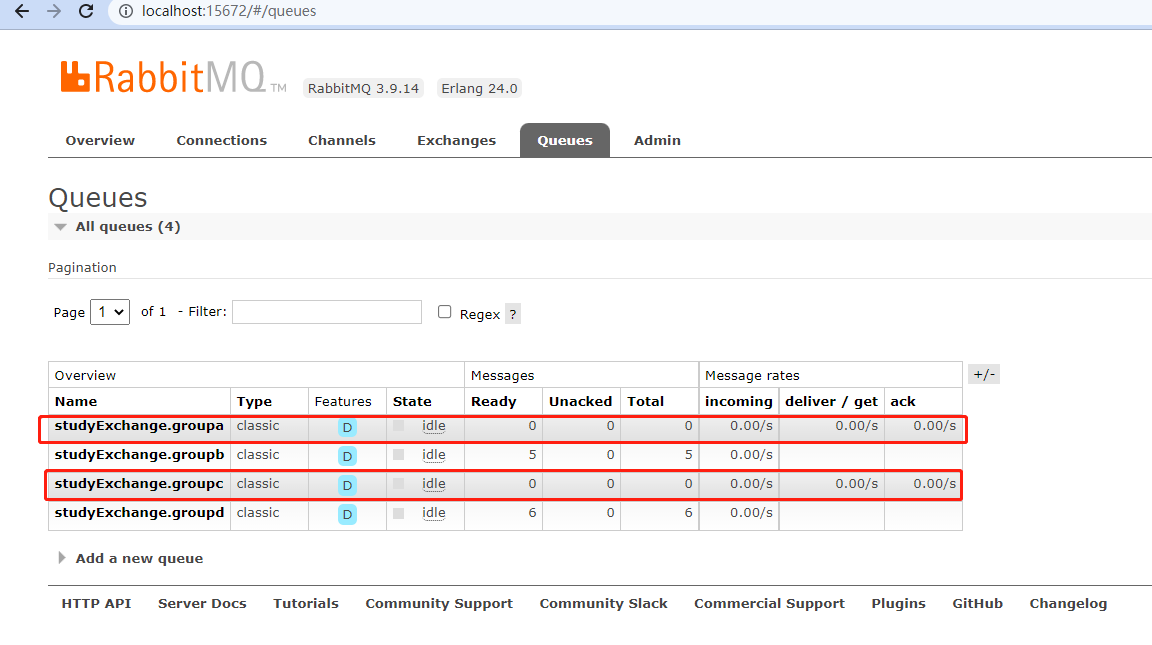 localhost:15672/#/queues
RabbitMQ TM RabbitMQ 3.9.14 Erlang 24.0
Overview Connections Channels Exchanges Queues Admin
Queues
All queues (4)
Pagination
Page 1 of 1 - Filter: Regex ?
Overview Messages Message rates +/-
Name Type Features State Ready Unacked Total incoming deliver / get ack
studyExchange.groupa classic D idle 0 0 0 0.00/s 0.00/s 0.00/s
studyExchange.groupb classic D idle 5 0 5 0.00/s
studyExchange.groupc classic D idle 0 0 0 0.00/s 0.00/s 0.00/s
studyExchange.groupd classic D idle 6 0 6 0.00/s
Add a new queue
HTTP API Server Docs Tutorials Community Support Community Slack Commercial Support Plugins GitHub Changelog